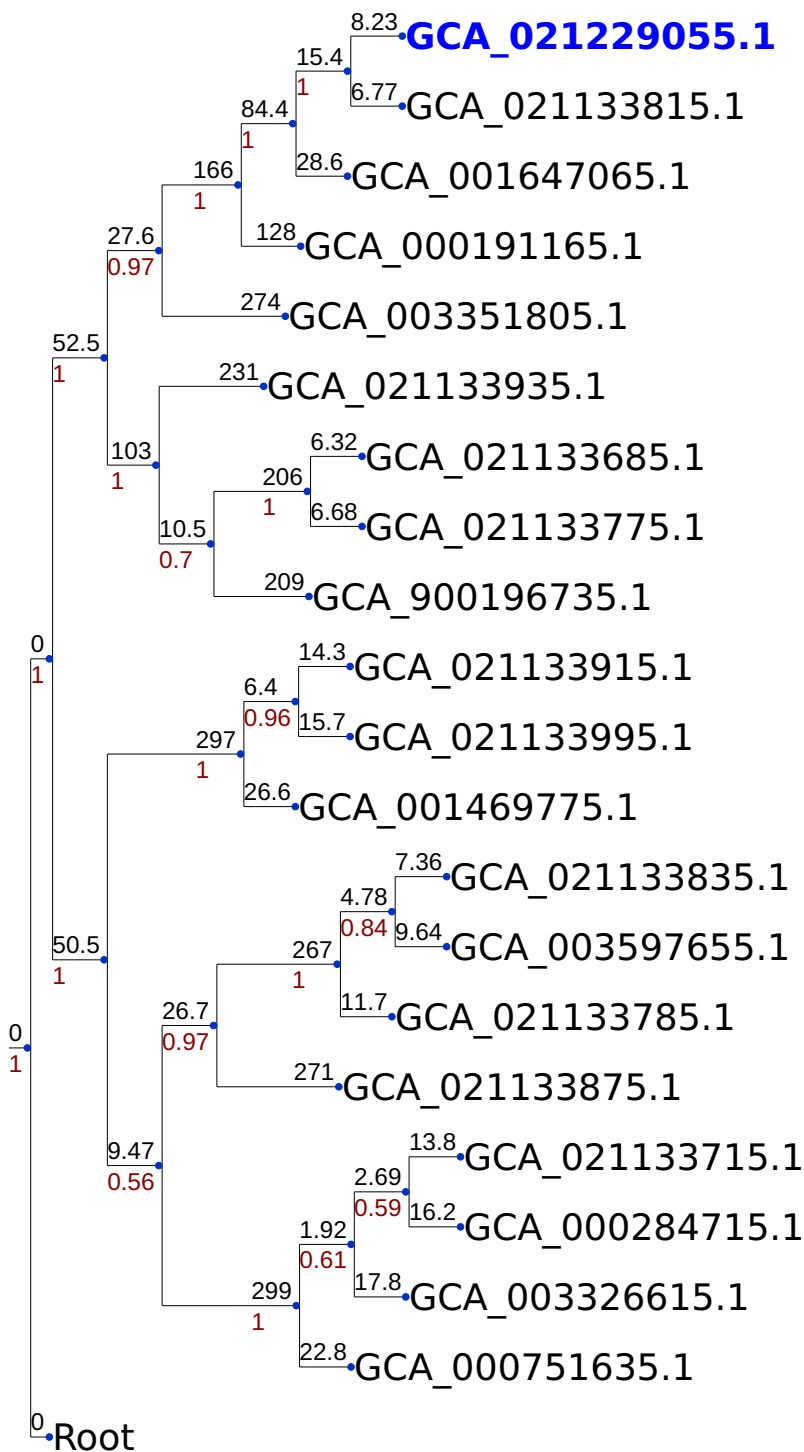 8.23
GCA_021229055.1
15.4
1
6.77
GCA_021133815.1
84.4
1
28.6
GCA_001647065.1
166
1
128
GCA_000191165.1
27.6
0.97
274
GCA_003351805.1
52.5
1
231
GCA_021133935.1
103
1
6.32
GCA_021133685.1
206
1
6.68
GCA_021133775.1
10.5
0.7
209
GCA_900196735.1
0
1
14.3
GCA_021133915.1
6.4
0.96
15.7
GCA_021133995.1
297
1
26.6
GCA_001469775.1
7.36
GCA_021133835.1
4.78
0.84
9.64
GCA_003597655.1
50.5
1
267
1
11.7
GCA_021133785.1
26.7
0.97
0
1
271
GCA_021133875.1
9.47
0.56
13.8
GCA_021133715.1
2.69
0.59
16.2
GCA_000284715.1
1.92
0.61
17.8
GCA_003326615.1
299
1
22.8
GCA_000751635.1
0
Root